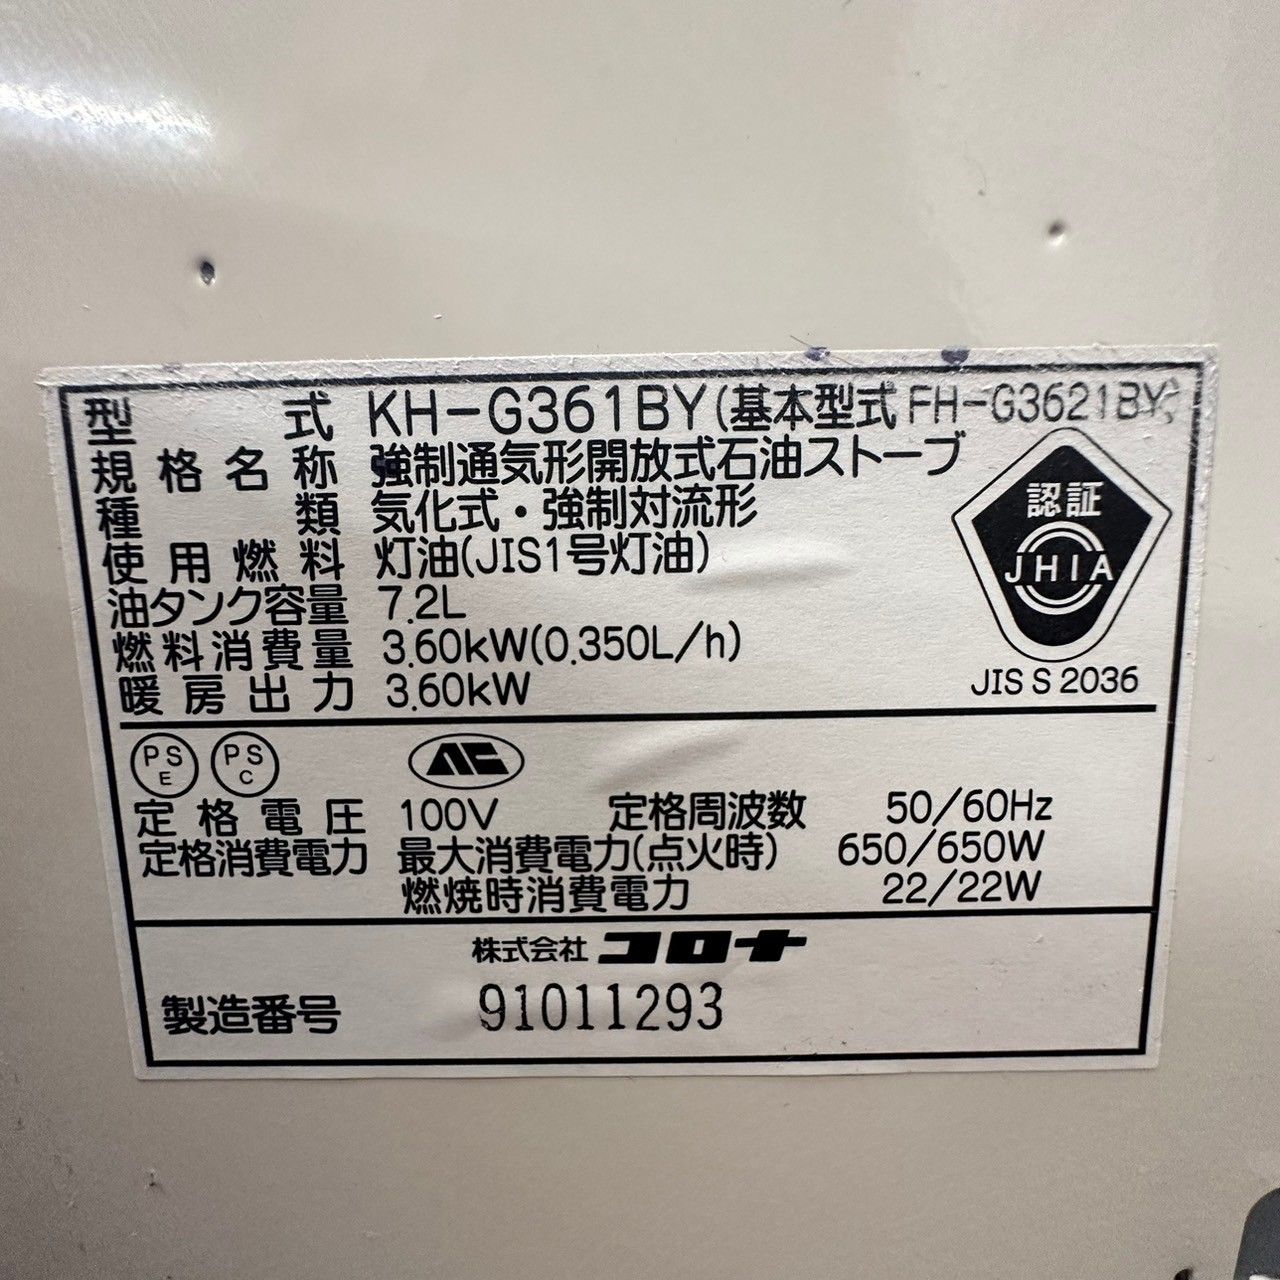 型式 KH-G361BY(基本型式 FH-G3621BY)
規格名称 強制通気形開放式石油ストーブ
種類 気化式・強制対流形
使用燃料 灯油(JIS1号灯油)
油タンク容量 7.2L
燃料消費量 3.60kW(0.350L/h)
暖房出力 3.60kW
認証
JHIA
JIS S 2036
PS E PS C
定格電圧 100V 定格周波数 50/60Hz
定格消費電力 最大消費電力(点火時) 650/650W
燃焼時消費電力 22/22W
株式会社 コロナ
製造番号 91011293